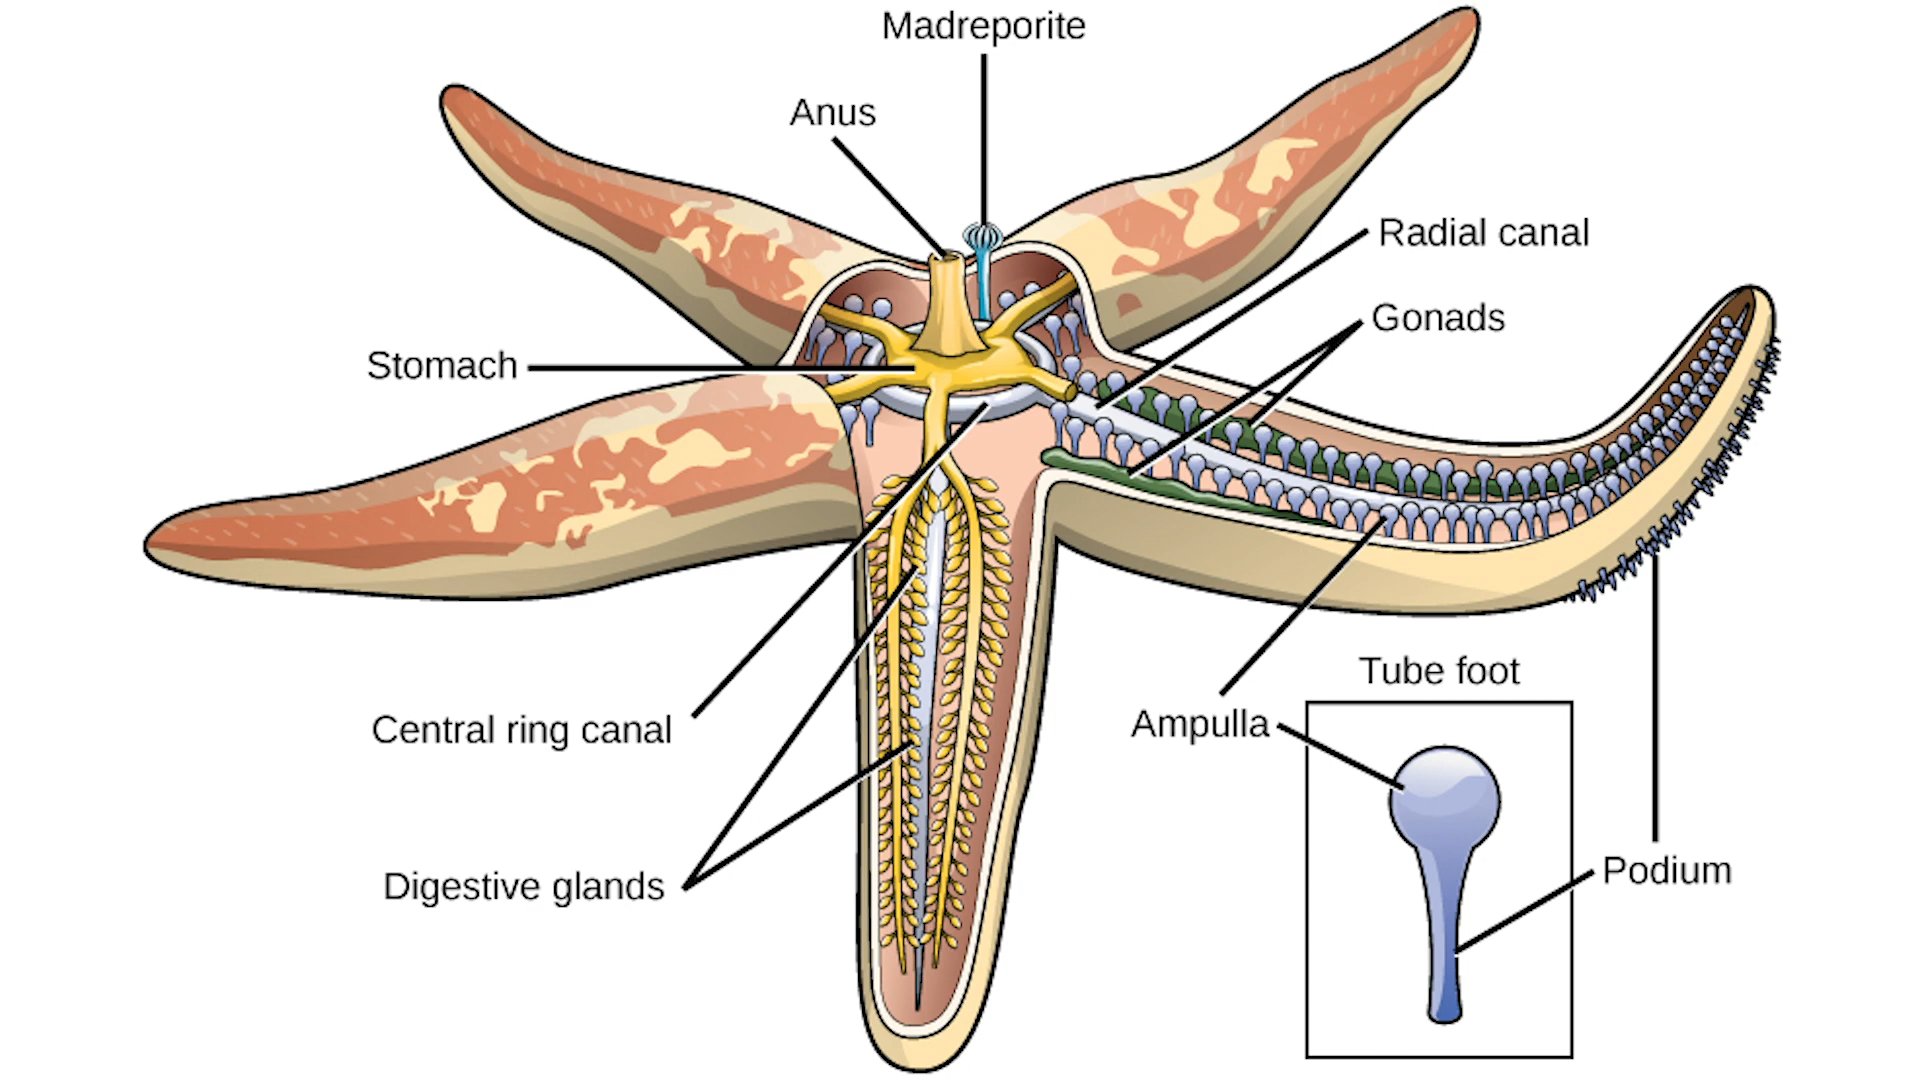 Madreporite
Anus
Radial canal
Gonads
Stomach
Tube foot
Ampulla
Central ring canal
Podium
Digestive glands